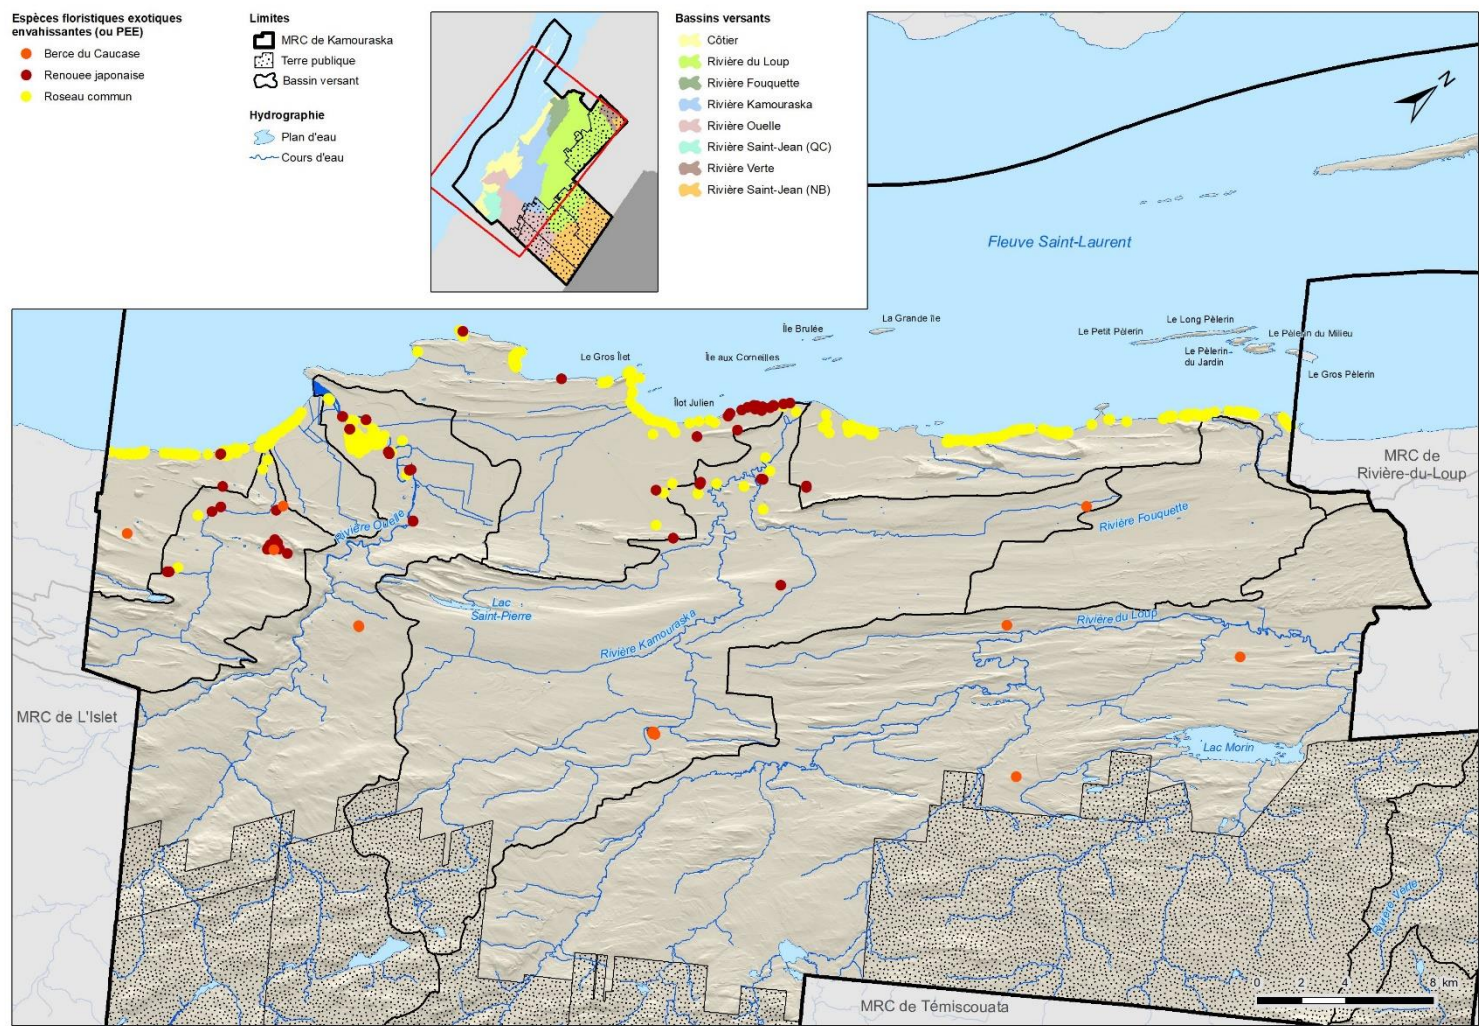 Espèces floristiques exotiques
envahissantes (ou PEE)
Berce du Caucase
Renouee japonaise
Roseau commun
Limites
MRC de Kamouraska
Terre publique
Bassin versant
Hydrographie
Plan d'eau
Cours d'eau
Bassins versants
Côtier
Rivière du Loup
Rivière Fouquette
Rivière Kamouraska
Rivière Ouelle
Rivière Saint-Jean (QC)
Rivière Verte
Rivière Saint-Jean (NB)
N
Fleuve Saint-Laurent
La Grande île
Île Brulée
Le Gros Îlet
Île aux Corneilles
Îlot Julien
Le Petit Pèlerin
Le Long Pèlerin
Le Pèlerin du Milieu
Le Pèlerin
du Jardin
Le Gros Pèlerin
MRC de
Rivière-du-Loup
Rivière Ouelle
Rivière Fouquette
Lac
Saint-Pierre
Rivière Kamouraska
Rivière du Loup
MRC de L'Islet
Lac Morin
Rivière Verte
0 2 4 8 km
MRC de Témiscouata